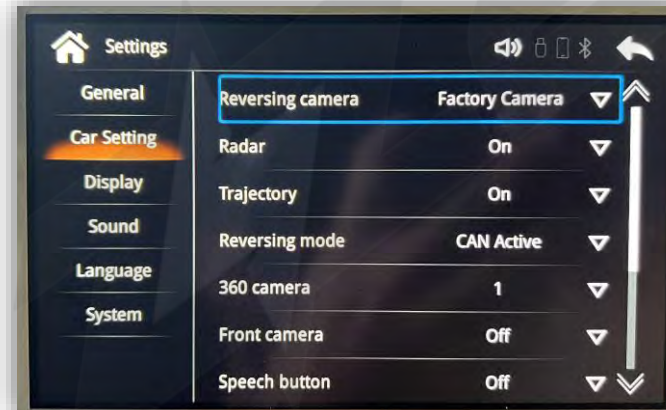 Settings
General
Car Setting
Display
Sound
Language
System
Reversing camera Factory Camera
Radar On
Trajectory On
Reversing mode CAN Active
360 camera 1
Front camera Off
Speech button Off